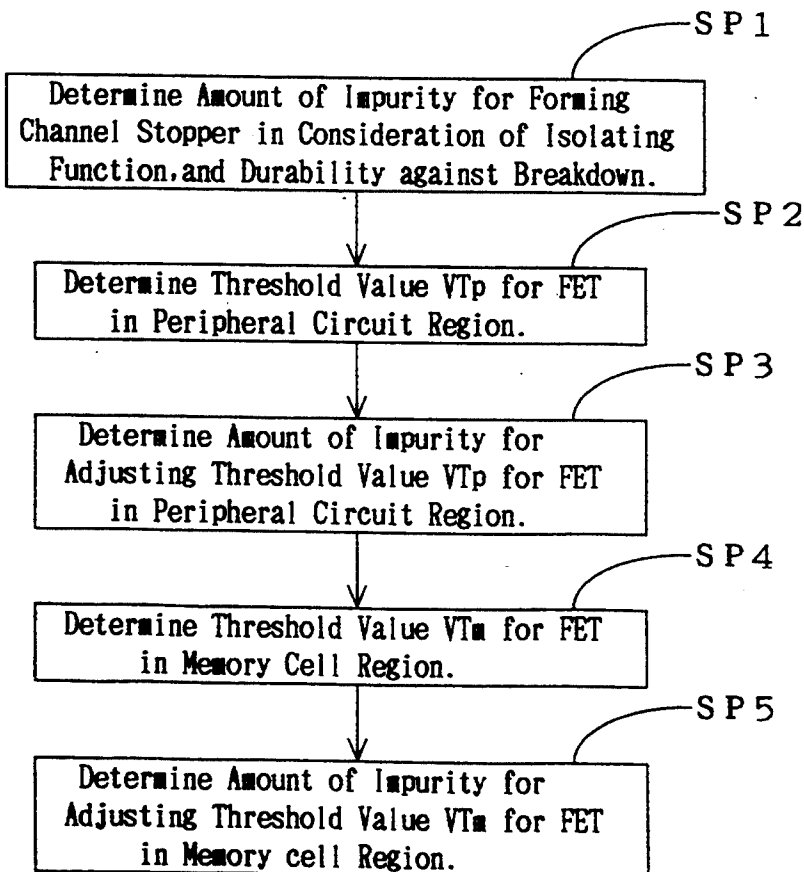 SP1
Determine Amount of Impurity for Forming
Channel Stopper in Consideration of Isolating
Function,and Durability against Breakdown.
SP2
Determine Threshold Value VTp for FET
in Peripheral Circuit Region.
SP3
Determine Amount of Impurity for
Adjusting Threshold Value VTp for FET
in Peripheral Circuit Region.
SP4
Determine Threshold Value VTm for FET
in Memory Cell Region.
SP5
Determine Amount of Impurity for
Adjusting Threshold Value VTm for FET
in Memory cell Region.